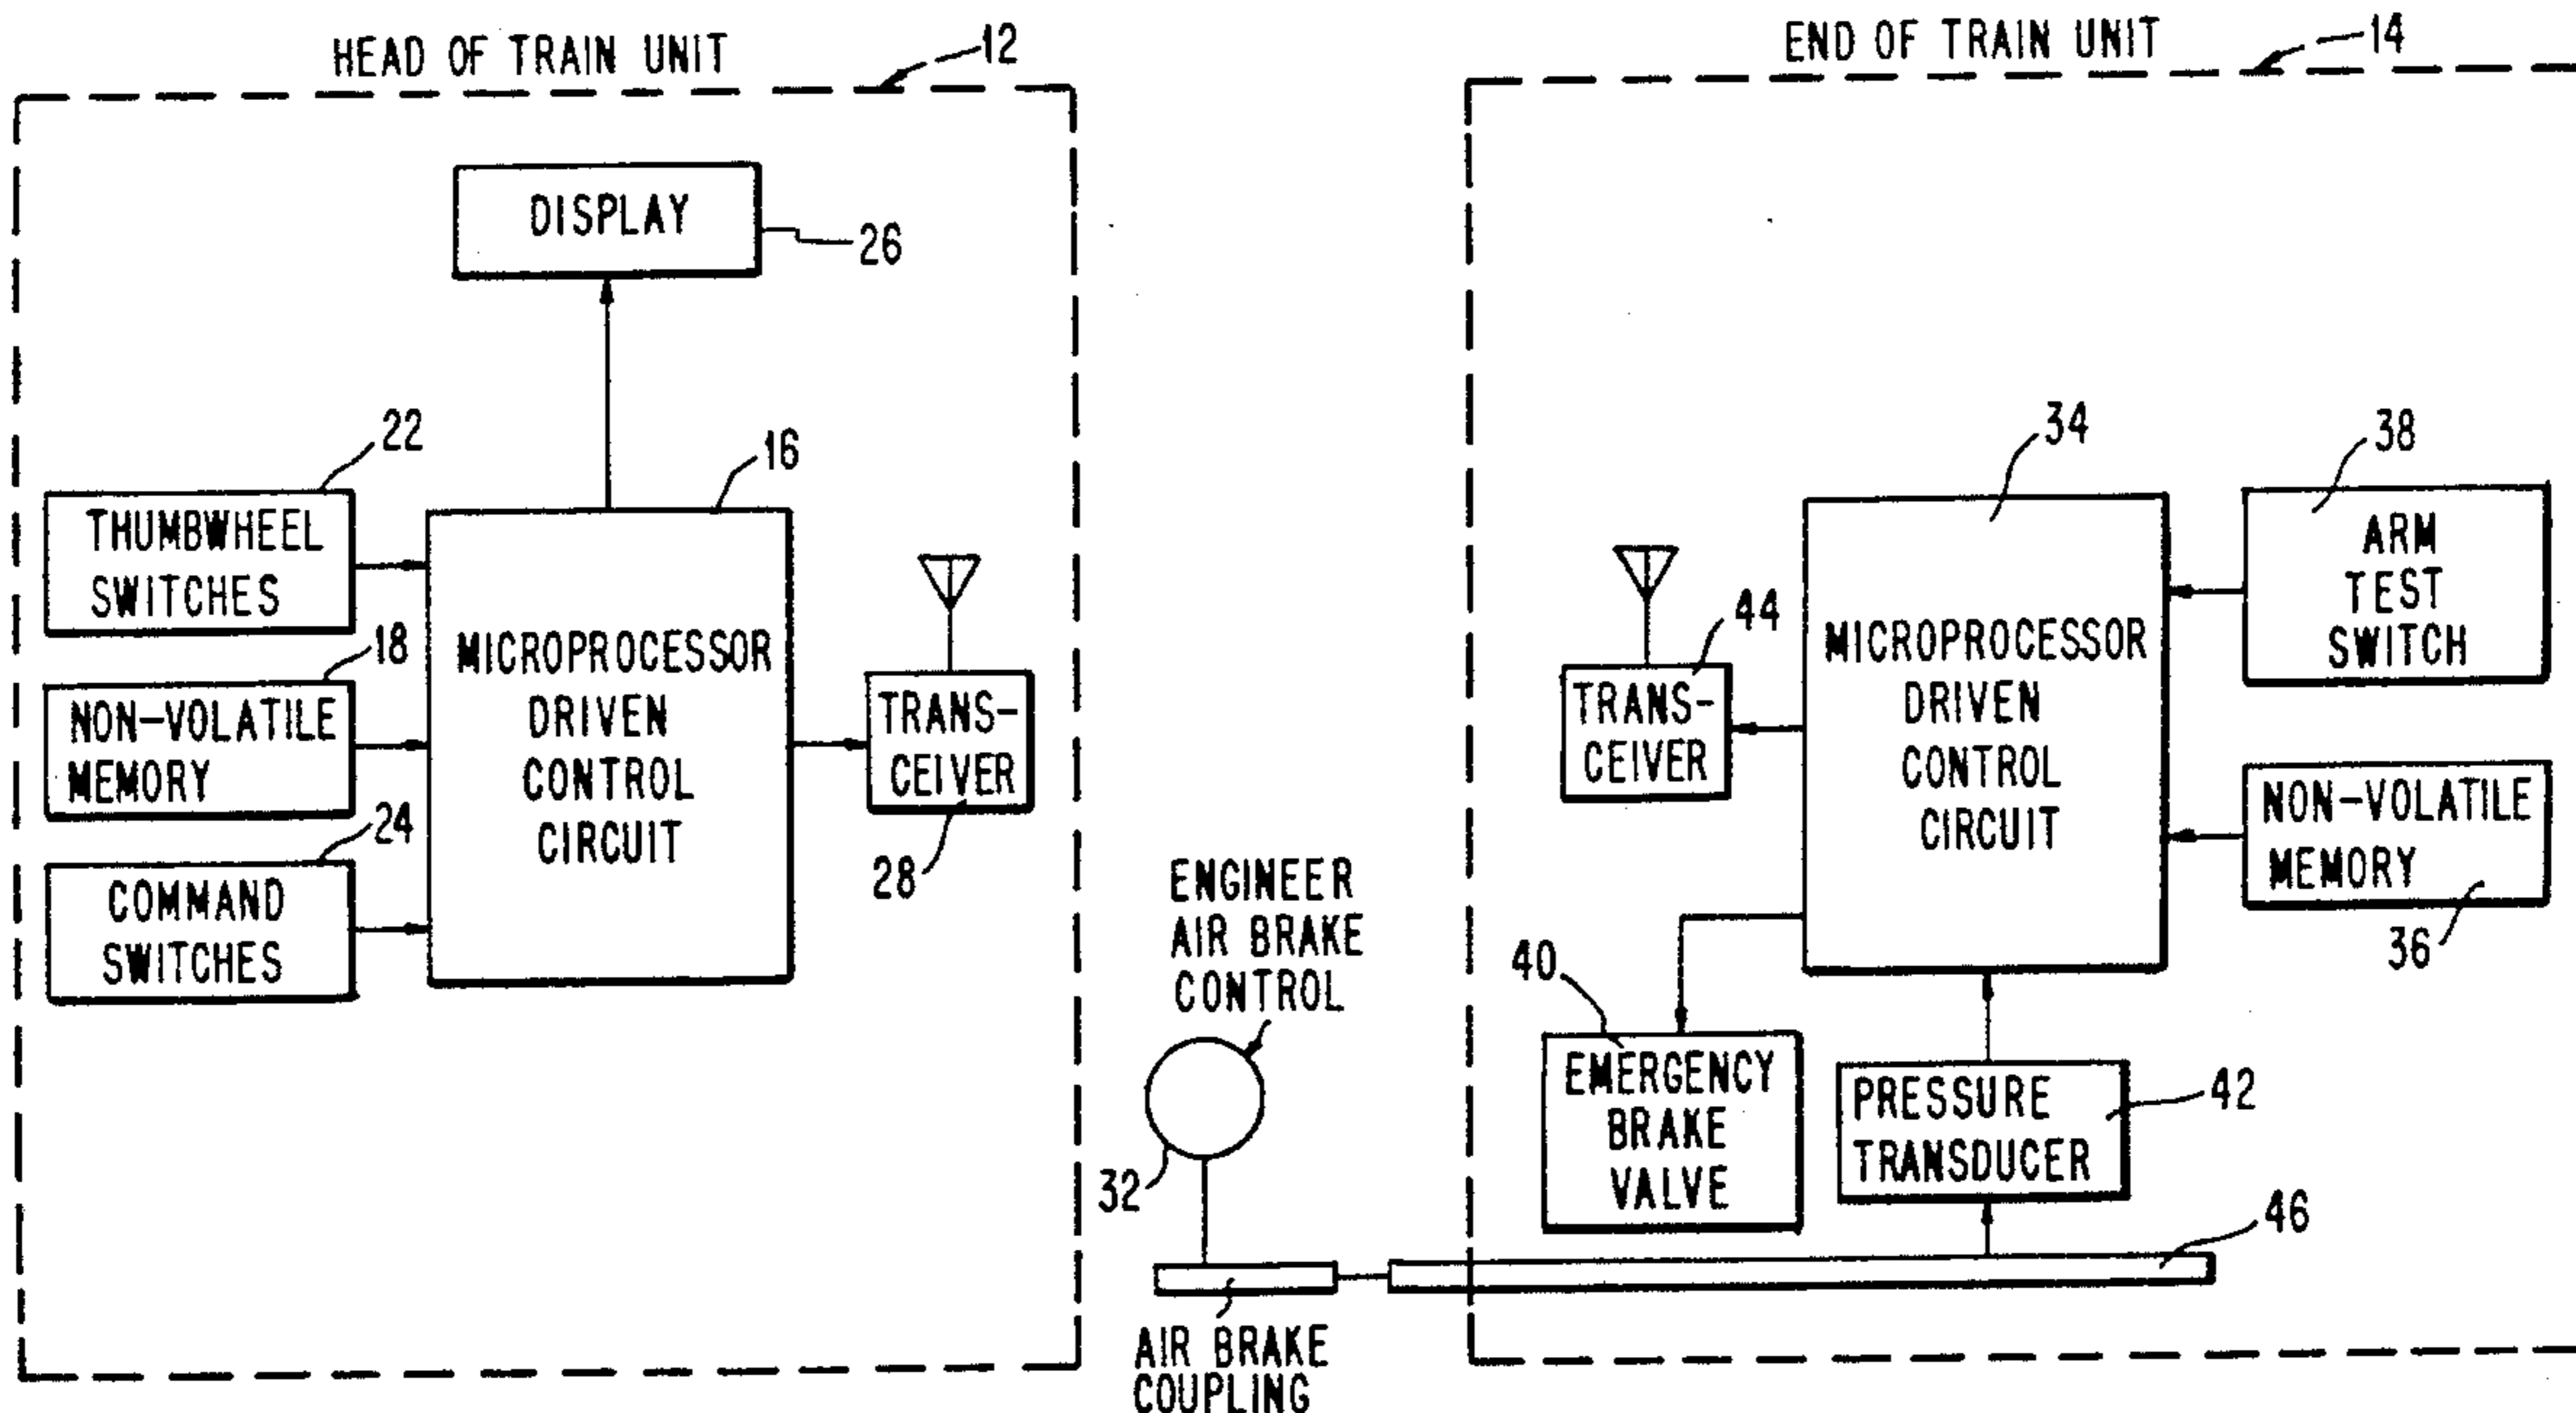 HEAD OF TRAIN UNIT
12
DISPLAY
26
22
THUMBWHEEL
SWITCHES
18
NON-VOLATILE
MEMORY
24
COMMAND
SWITCHES
16
MICROPROCESSOR
DRIVEN
CONTROL
CIRCUIT
TRANS-
CEIVER
28
ENGINEER
AIR BRAKE
CONTROL
32
AIR BRAKE
COUPLING
END OF TRAIN UNIT
14
34
MICROPROCESSOR
DRIVEN
CONTROL
CIRCUIT
38
ARM
TEST
SWITCH
44
TRANS-
CEIVER
NON-VOLATILE
MEMORY
36
40
EMERGENCY
BRAKE
VALVE
PRESSURE
TRANSDUCER
42
46